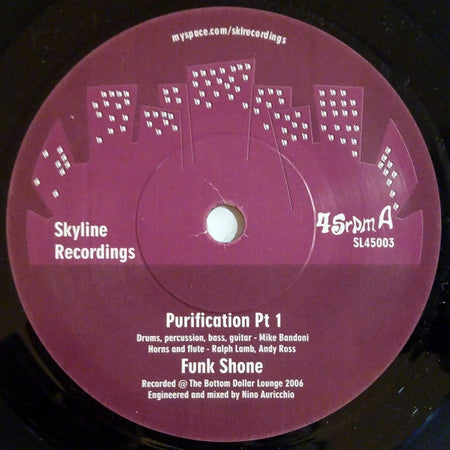 myspace.com/sklrecordings
Skyline
Recordings
45rpm A
SL45003
Purification Pt 1
Drums, percussion, bass, guitar - Mike Bandoni
Horns and flute - Ralph Lamb, Andy Ross
Funk Shone
Recorded @ The Bottom Dollar Lounge 2006
Engineered and mixed by Nino Auricchio